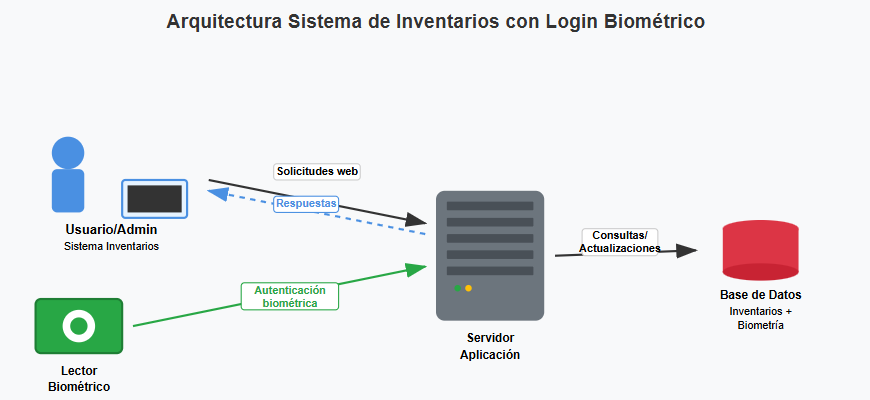 Arquitectura Sistema de Inventarios con Login Biométrico
Solicitudes web
Respuestas
Usuario/Admin
Sistema Inventarios
Consultas/
Actualizaciones
Autenticación
biométrica
Base de Datos
Inventarios +
Biometría
Servidor
Aplicación
Lector
Biométrico